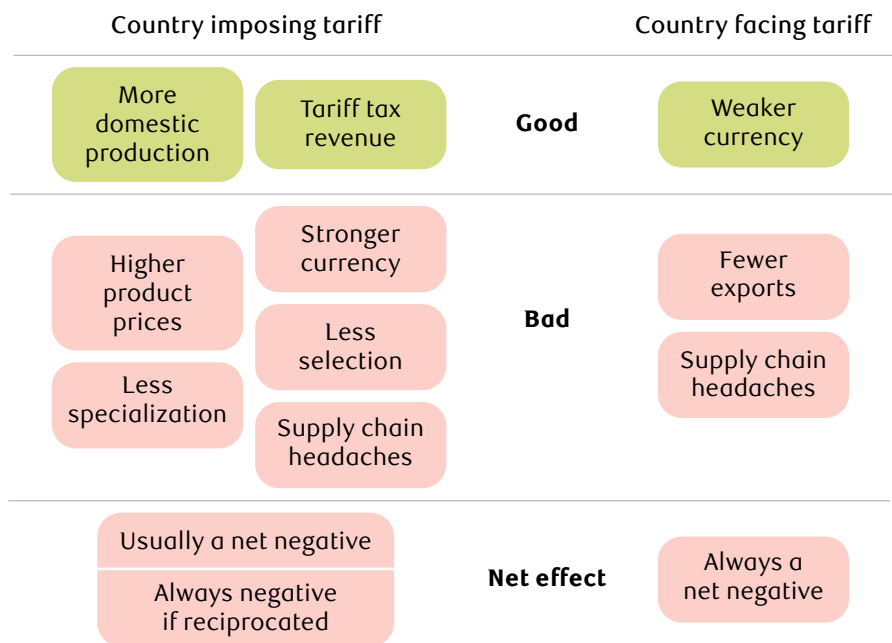 Country imposing tariff
Country facing tariff
More
domestic
production
Tariff tax
revenue
Good
Weaker
currency
Higher
product
prices
Less
specialization
Stronger
currency
Less
selection
Supply chain
headaches
Bad
Fewer
exports
Supply chain
headaches
Usually a net negative
Always negative
if reciprocated
Net effect
Always a
net negative